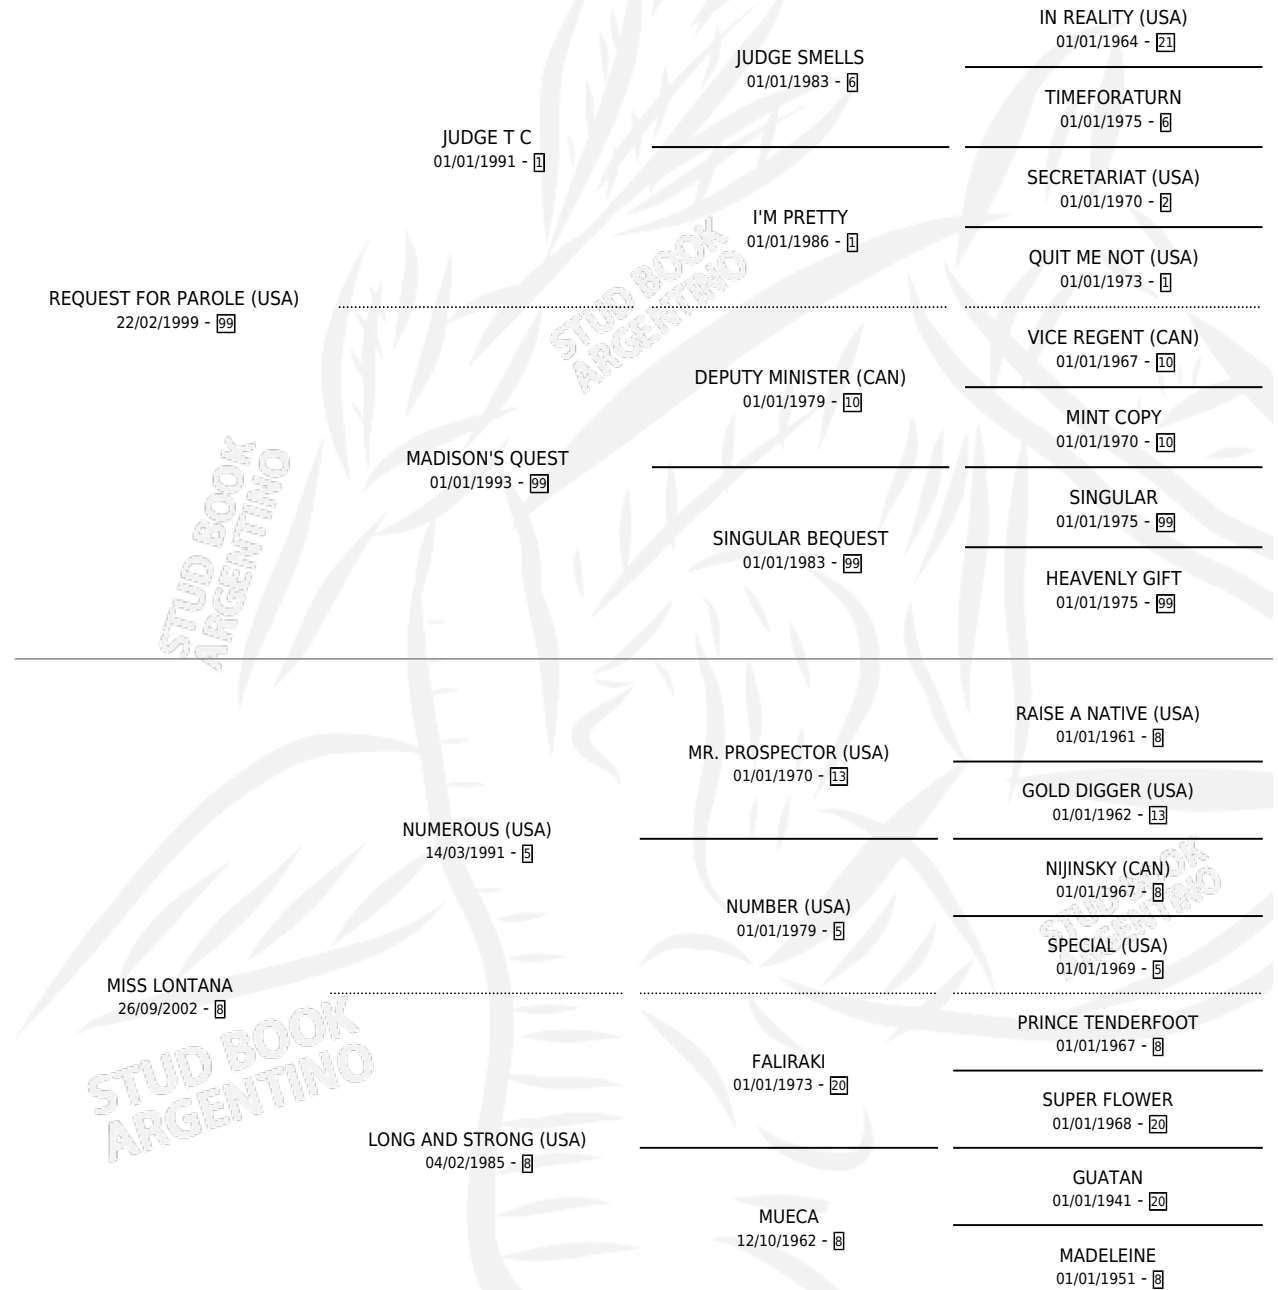 REQUEST FOR PAROLE (USA)
22/02/1999 - 99
JUDGE T C
01/01/1991 - 1
JUDGE SMELLS
01/01/1983 - 6
IN REALITY (USA)
01/01/1964 - 21
TIMEFORATURN
01/01/1975 - 6
I'M PRETTY
01/01/1986 - 1
SECRETARIAT (USA)
01/01/1970 - 2
QUIT ME NOT (USA)
01/01/1973 - 1
MADISON'S QUEST
01/01/1993 - 99
DEPUTY MINISTER (CAN)
01/01/1979 - 10
VICE REGENT (CAN)
01/01/1967 - 10
MINT COPY
01/01/1970 - 10
SINGULAR BEQUEST
01/01/1983 - 99
SINGULAR
01/01/1975 - 99
HEAVENLY GIFT
01/01/1975 - 99
MISS LONTANA
26/09/2002 - 8
NUMEROUS (USA)
14/03/1991 - 5
MR. PROSPECTOR (USA)
01/01/1970 - 13
RAISE A NATIVE (USA)
01/01/1961 - 8
GOLD DIGGER (USA)
01/01/1962 - 13
NUMBER (USA)
01/01/1979 - 5
NIJINSKY (CAN)
01/01/1967 - 8
SPECIAL (USA)
01/01/1969 - 5
LONG AND STRONG (USA)
04/02/1985 - 8
FALIRAKI
01/01/1973 - 20
PRINCE TENDERFOOT
01/01/1967 - 8
SUPER FLOWER
01/01/1968 - 20
MUECA
12/10/1962 - 8
GUATAN
01/01/1941 - 20
MADELEINE
01/01/1951 - 8
STUD BOOK
ARGENTINO
STUD BOOK
ARGENTINO
STUD BOOK
ARGENTINO
STUD BOOK
ARGENTINO